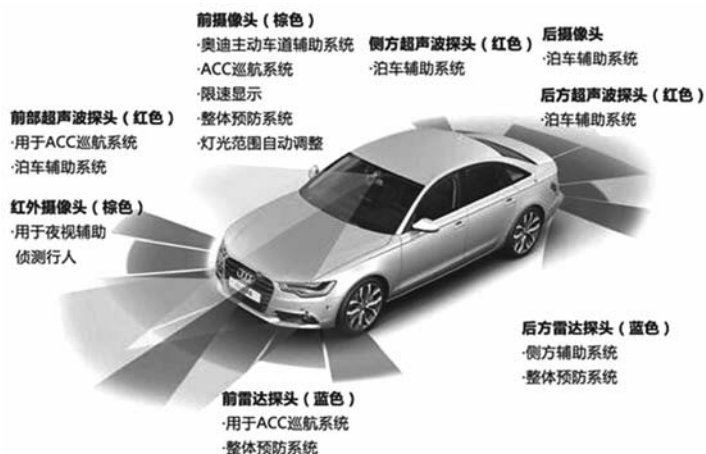 前摄像头（棕色）
·奥迪主动车道辅助系统
·ACC巡航系统
·限速显示
·整体预防系统
·灯光范围自动调整
侧方超声波探头（红色）
·泊车辅助系统
后摄像头
·泊车辅助系统
后方超声波探头（红色）
·泊车辅助系统
前部超声波探头（红色）
·用于ACC巡航系统
·泊车辅助系统
红外摄像头（棕色）
·用于夜视辅助
侦测行人
后方雷达探头（蓝色）
·侧方辅助系统
·整体预防系统
前雷达探头（蓝色）
·用于ACC巡航系统
·整体预防系统